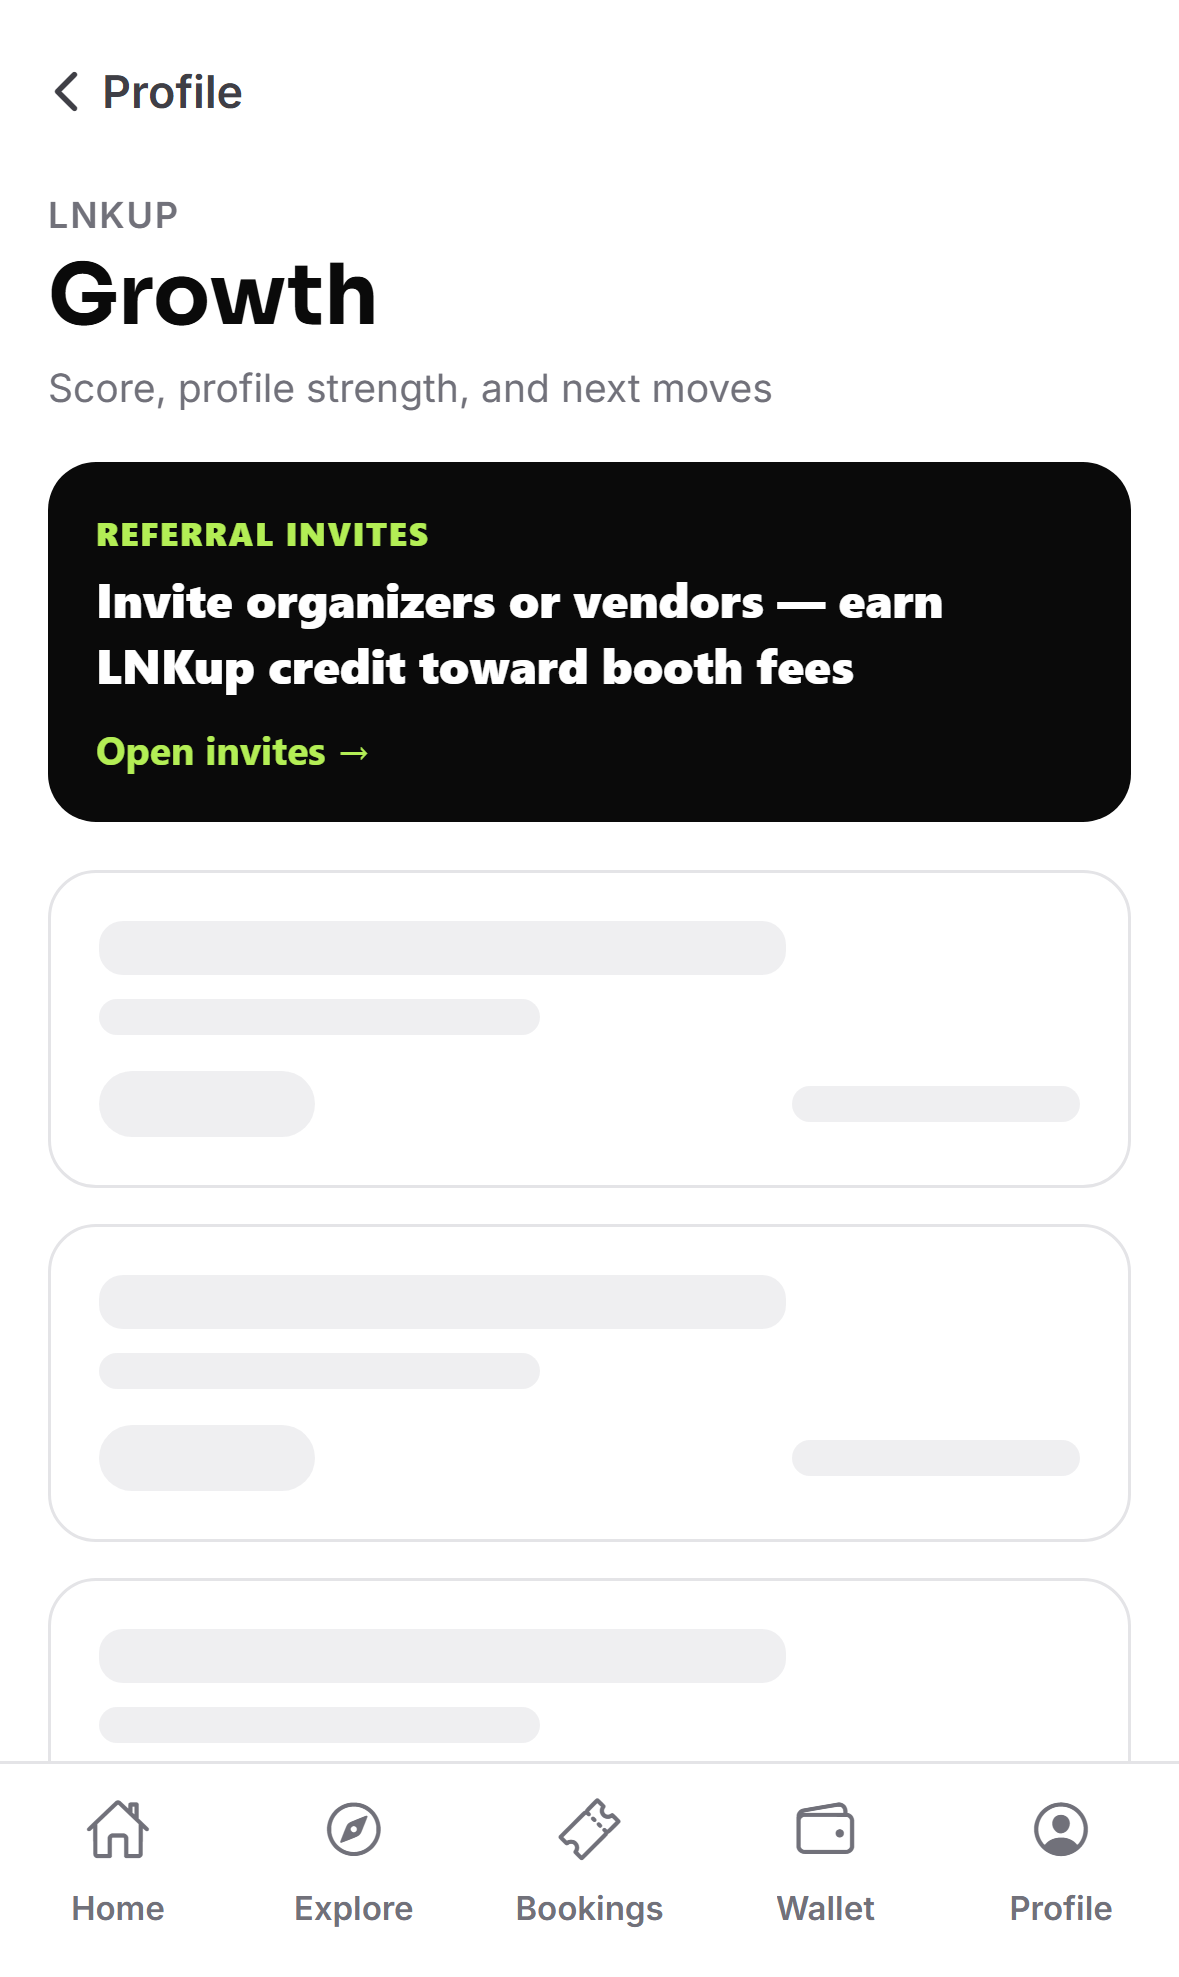 Profile
LNKUP
Growth
Score, profile strength, and next moves
REFERRAL INVITES
Invite organizers or vendors — earn
LNKup credit toward booth fees
Open invites →
Home
Explore
Bookings
Wallet
Profile